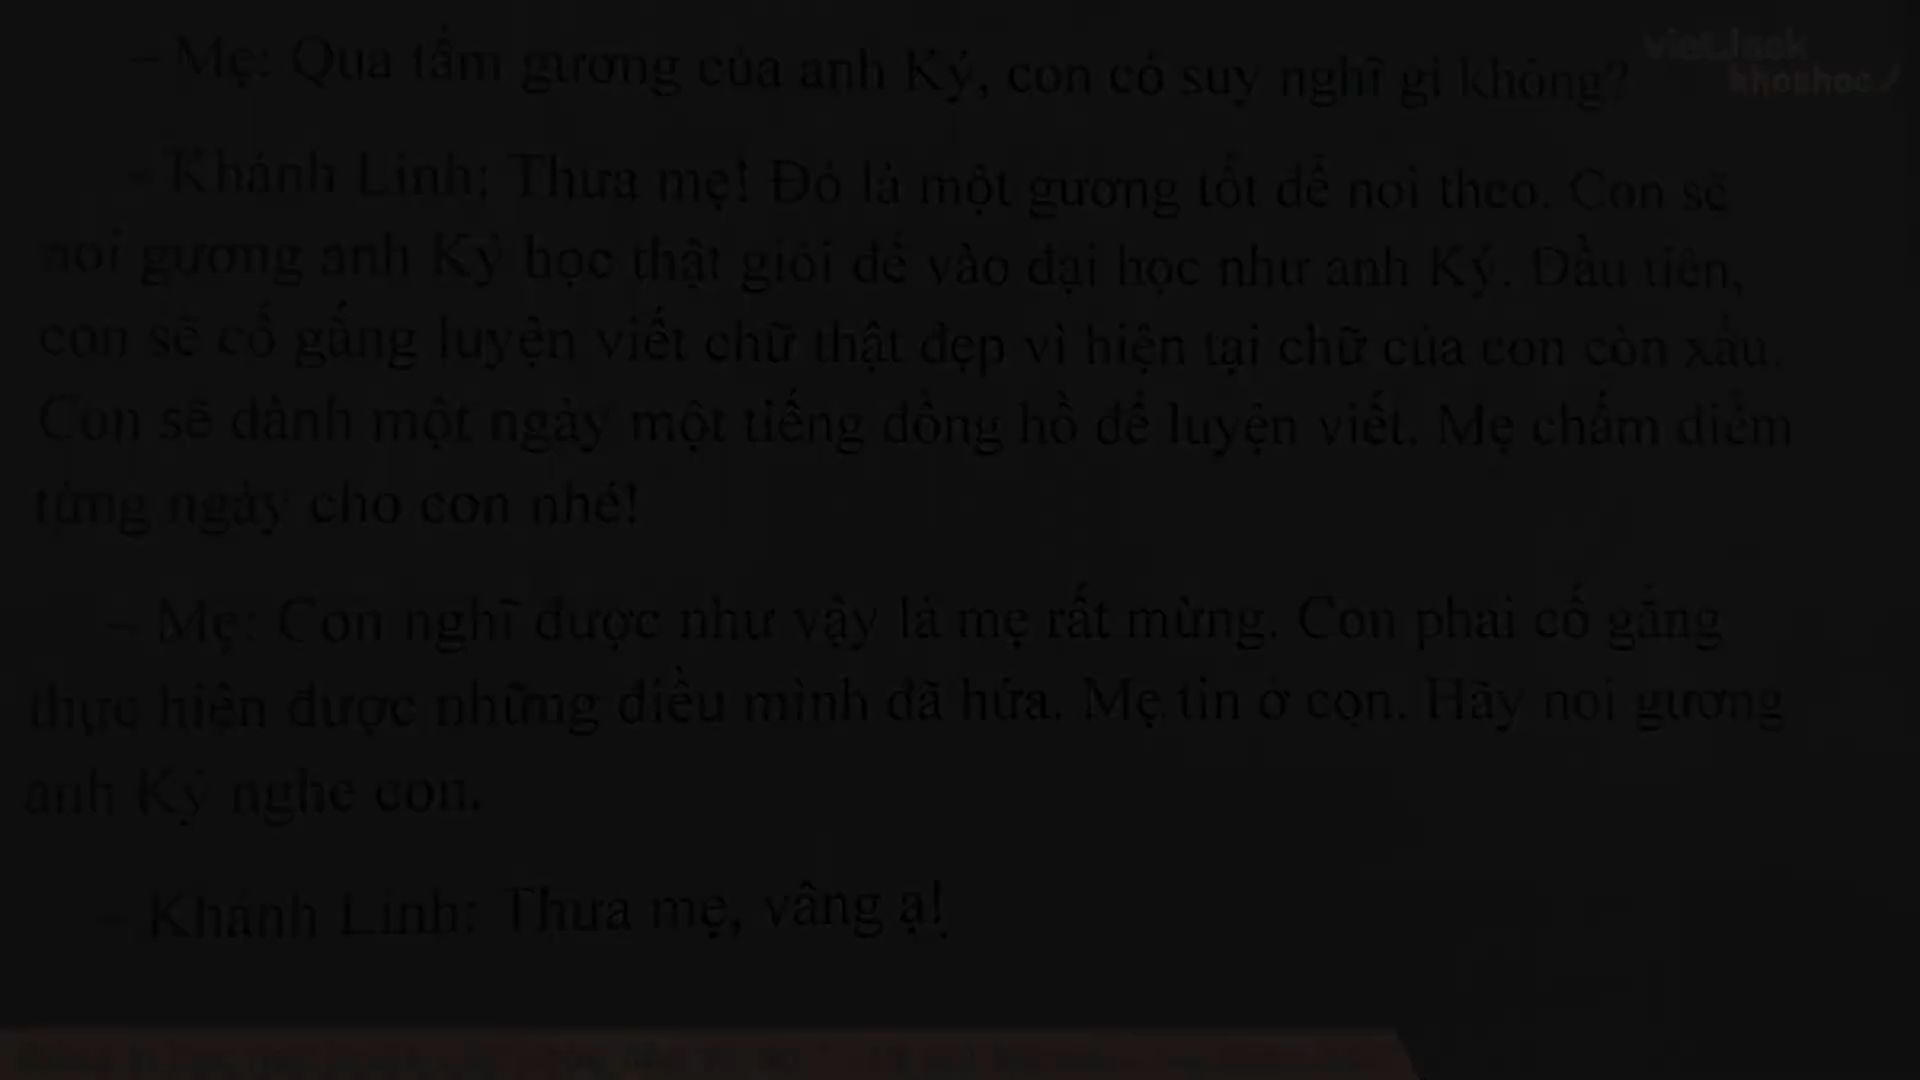 – Mẹ: Qua tấm gương của anh Ký, con có suy nghĩ gì không?
vietJack
khoahoc
– Khánh Linh: Thưa mẹ! Đó là một gương tốt để noi theo. Con sẽ
noi gương anh Ký học thật giỏi để vào đại học như anh Ký. Đầu tiên,
con sẽ cố gắng luyện viết chữ thật đẹp vì hiện tại chữ của con còn xấu.
Con sẽ dành một ngày một tiếng đồng hồ để luyện viết. Mẹ chấm điểm
từng ngày cho con nhé!
– Mẹ: Con nghĩ được như vậy là mẹ rất mừng. Con phải cố gắng
thực hiện được những điều mình đã hứa. Mẹ tin ở con. Hãy noi gương
anh Ký nghe con.
– Khánh Linh: Thưa mẹ, vâng ạ!